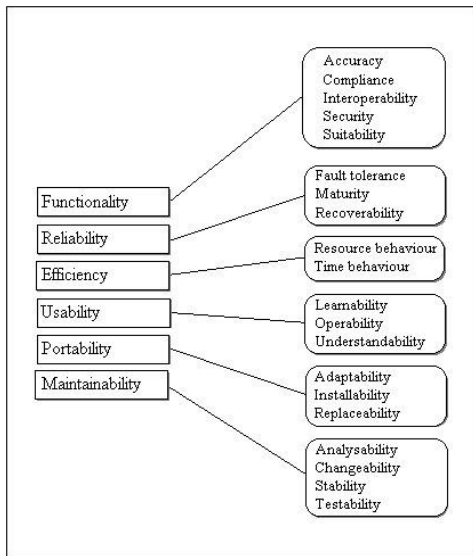 Functionality
Reliability
Efficiency
Usability
Portability
Maintainability
Accuracy
Compliance
Interoperability
Security
Suitability
Fault tolerance
Maturity
Recoverability
Resource behaviour
Time behaviour
Learnability
Operability
Understandability
Adaptability
Installability
Replaceability
Analysability
Changeability
Stability
Testability